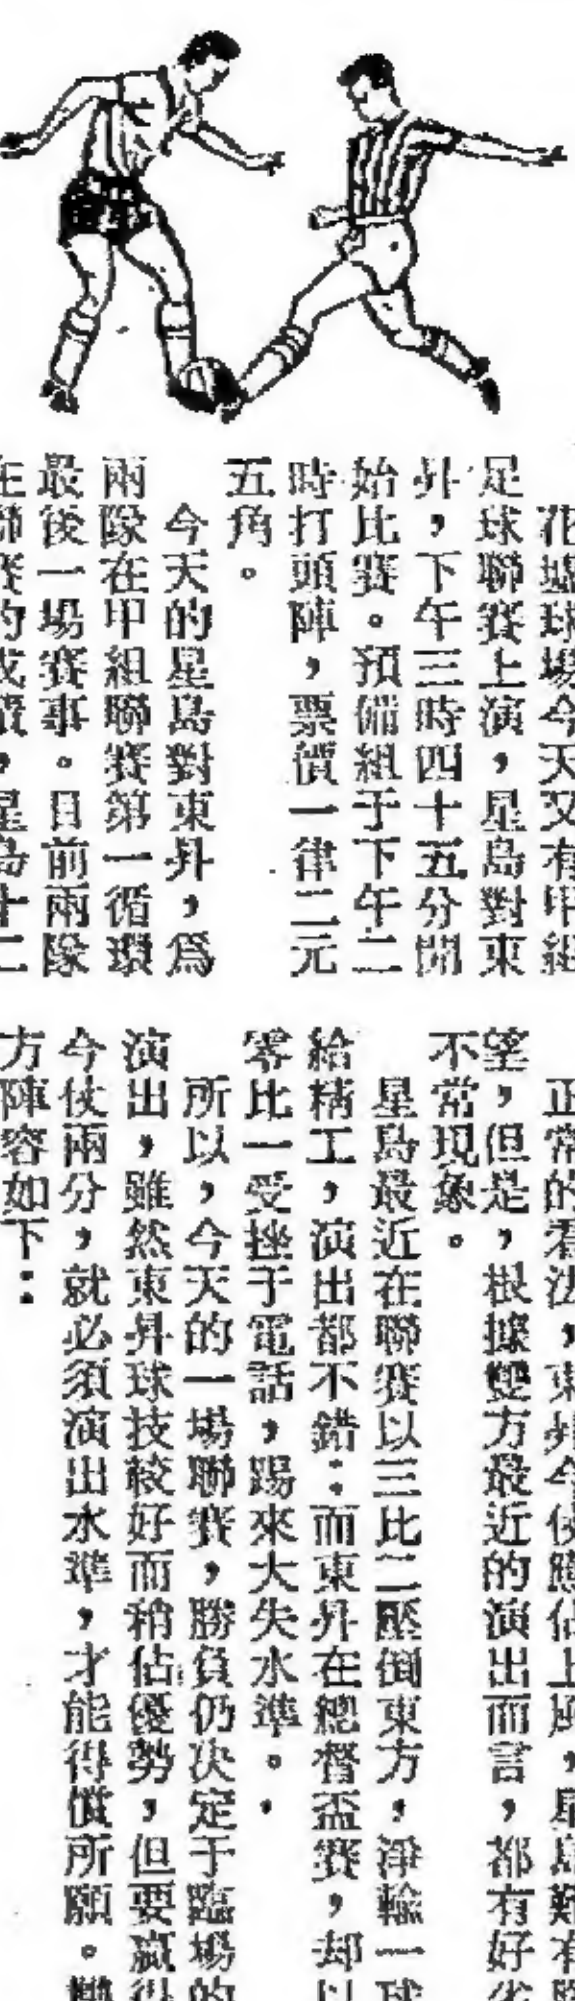 花墟球場今天又有甲組
足球聯賽上演，星島對東
昇，下午三時四十五分開
始比賽。預備組于下午二
時打頭陣，票價一律二元
五角。
今天的星島對東昇，爲
兩隊在甲組聯賽第一循環
最後一場賽事。目前兩隊
在聯賽的成績，星島十二
正常的看法，東昇今仗應佔上風，星島難有勝
望，但是，根據雙方最近的演出而言，都有好劣
不常現象。
星島最近在聯賽以三比二壓倒東方，淨輸一球
給精工，演出都不錯：而東昇在總督盃賽，却以
零比一受挫于電話，踢來大失水準。
所以，今天的一場聯賽，勝負仍決定于臨場的
演出，雖然東昇球技較好而稍佔優勢，但要贏得
今仗兩分，就必須演出水準，才能得償所願。
方陣容如下：